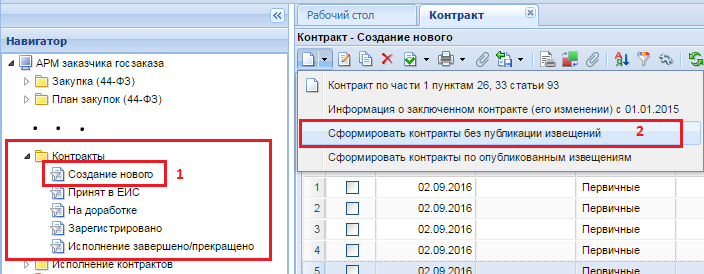 Рабочий стол
Контракт
Навигатор
Контракт - Создание нового
АРМ заказчика госзаказа
Закупка (44-ФЗ)
План закупок (44-ФЗ)
. . .
Контракты
Создание нового 1
Принят в ЕИС
На доработке
Зарегистрировано
Исполнение завершено/прекращено
Исполнение контрактов
Контракт по части 1 пунктам 26, 33 статьи 93
Информация о заключенном контракте (его изменении) с 01.01.2015
Сформировать контракты без публикации извещений 2
Сформировать контракты по опубликованным извещениям
1 02.09.2016 Первичные
2 02.09.2016 Первичные
3 02.09.2016 Первичные
4 02.09.2016 Первичные
5 02.09.2016 Первичные